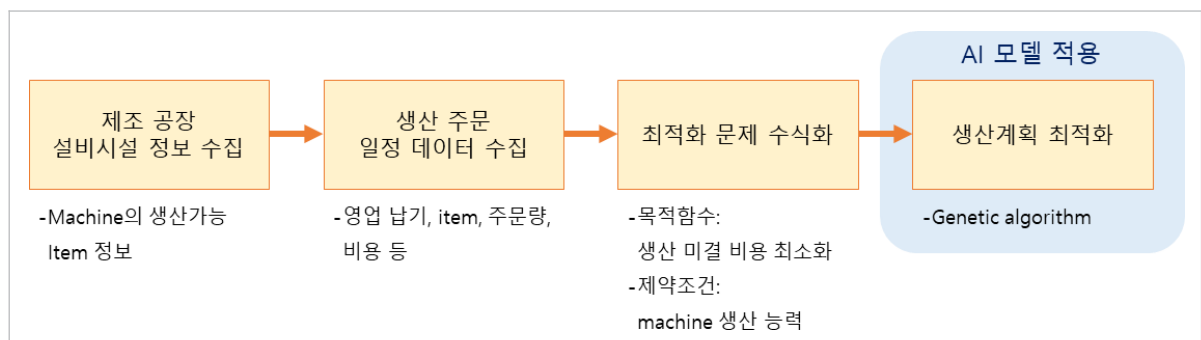 AI 모델 적용
제조 공장
설비시설 정보 수집
생산 주문
일정 데이터 수집
최적화 문제 수식화
생산계획 최적화
-Machine의 생산가능
Item 정보
-영업 납기, item, 주문량,
비용 등
-목적함수:
생산 미결 비용 최소화
-제약조건:
machine 생산 능력
-Genetic algorithm